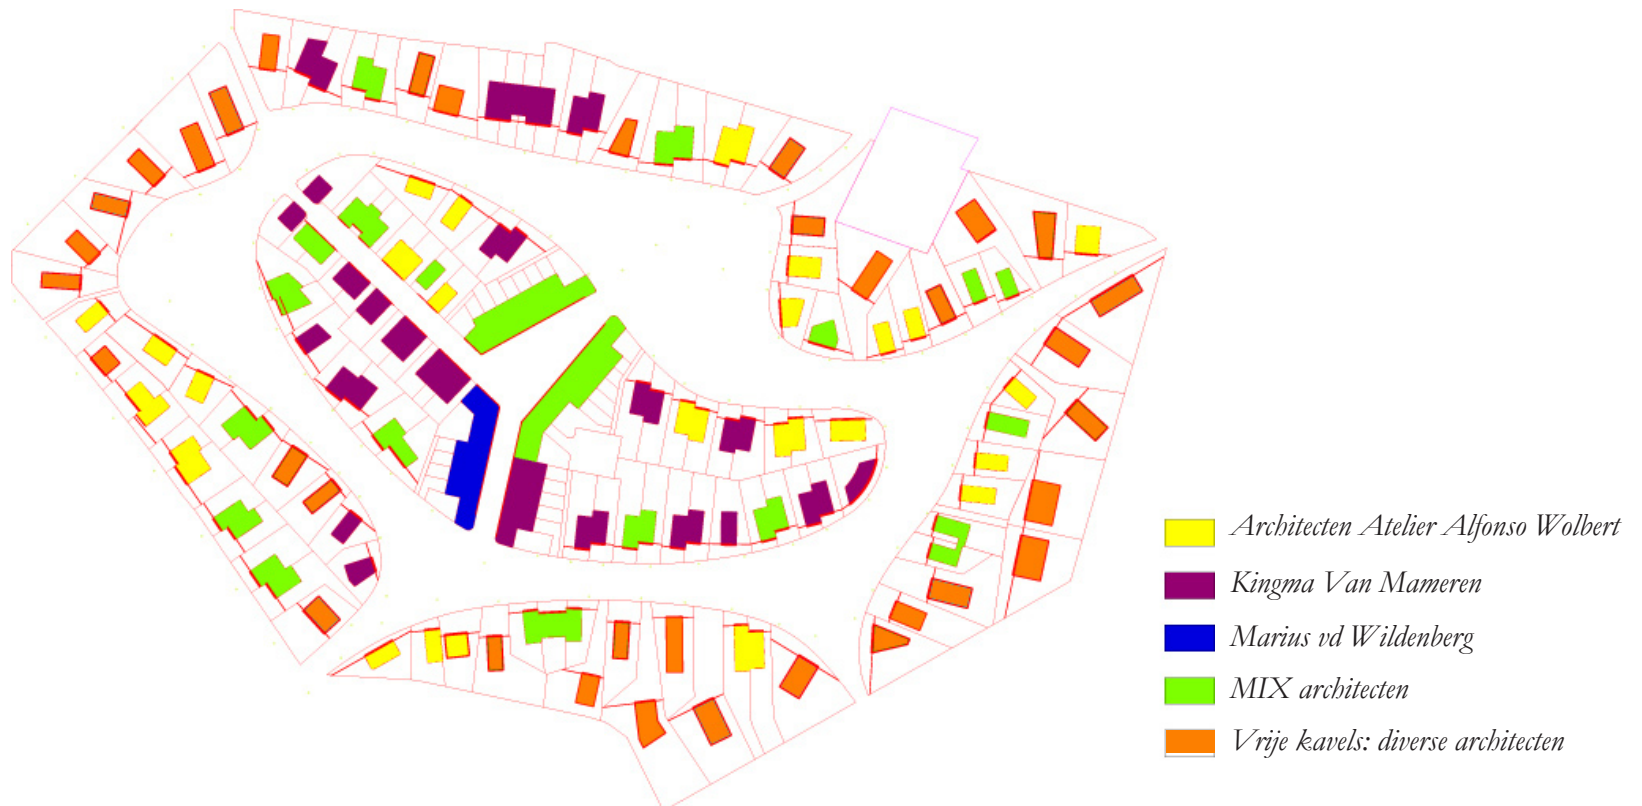 Architecten Atelier Alfonso Wolbert
Kingma Van Mameren
Marius vd Wildenberg
MIX architecten
Vrije kavels: diverse architecten